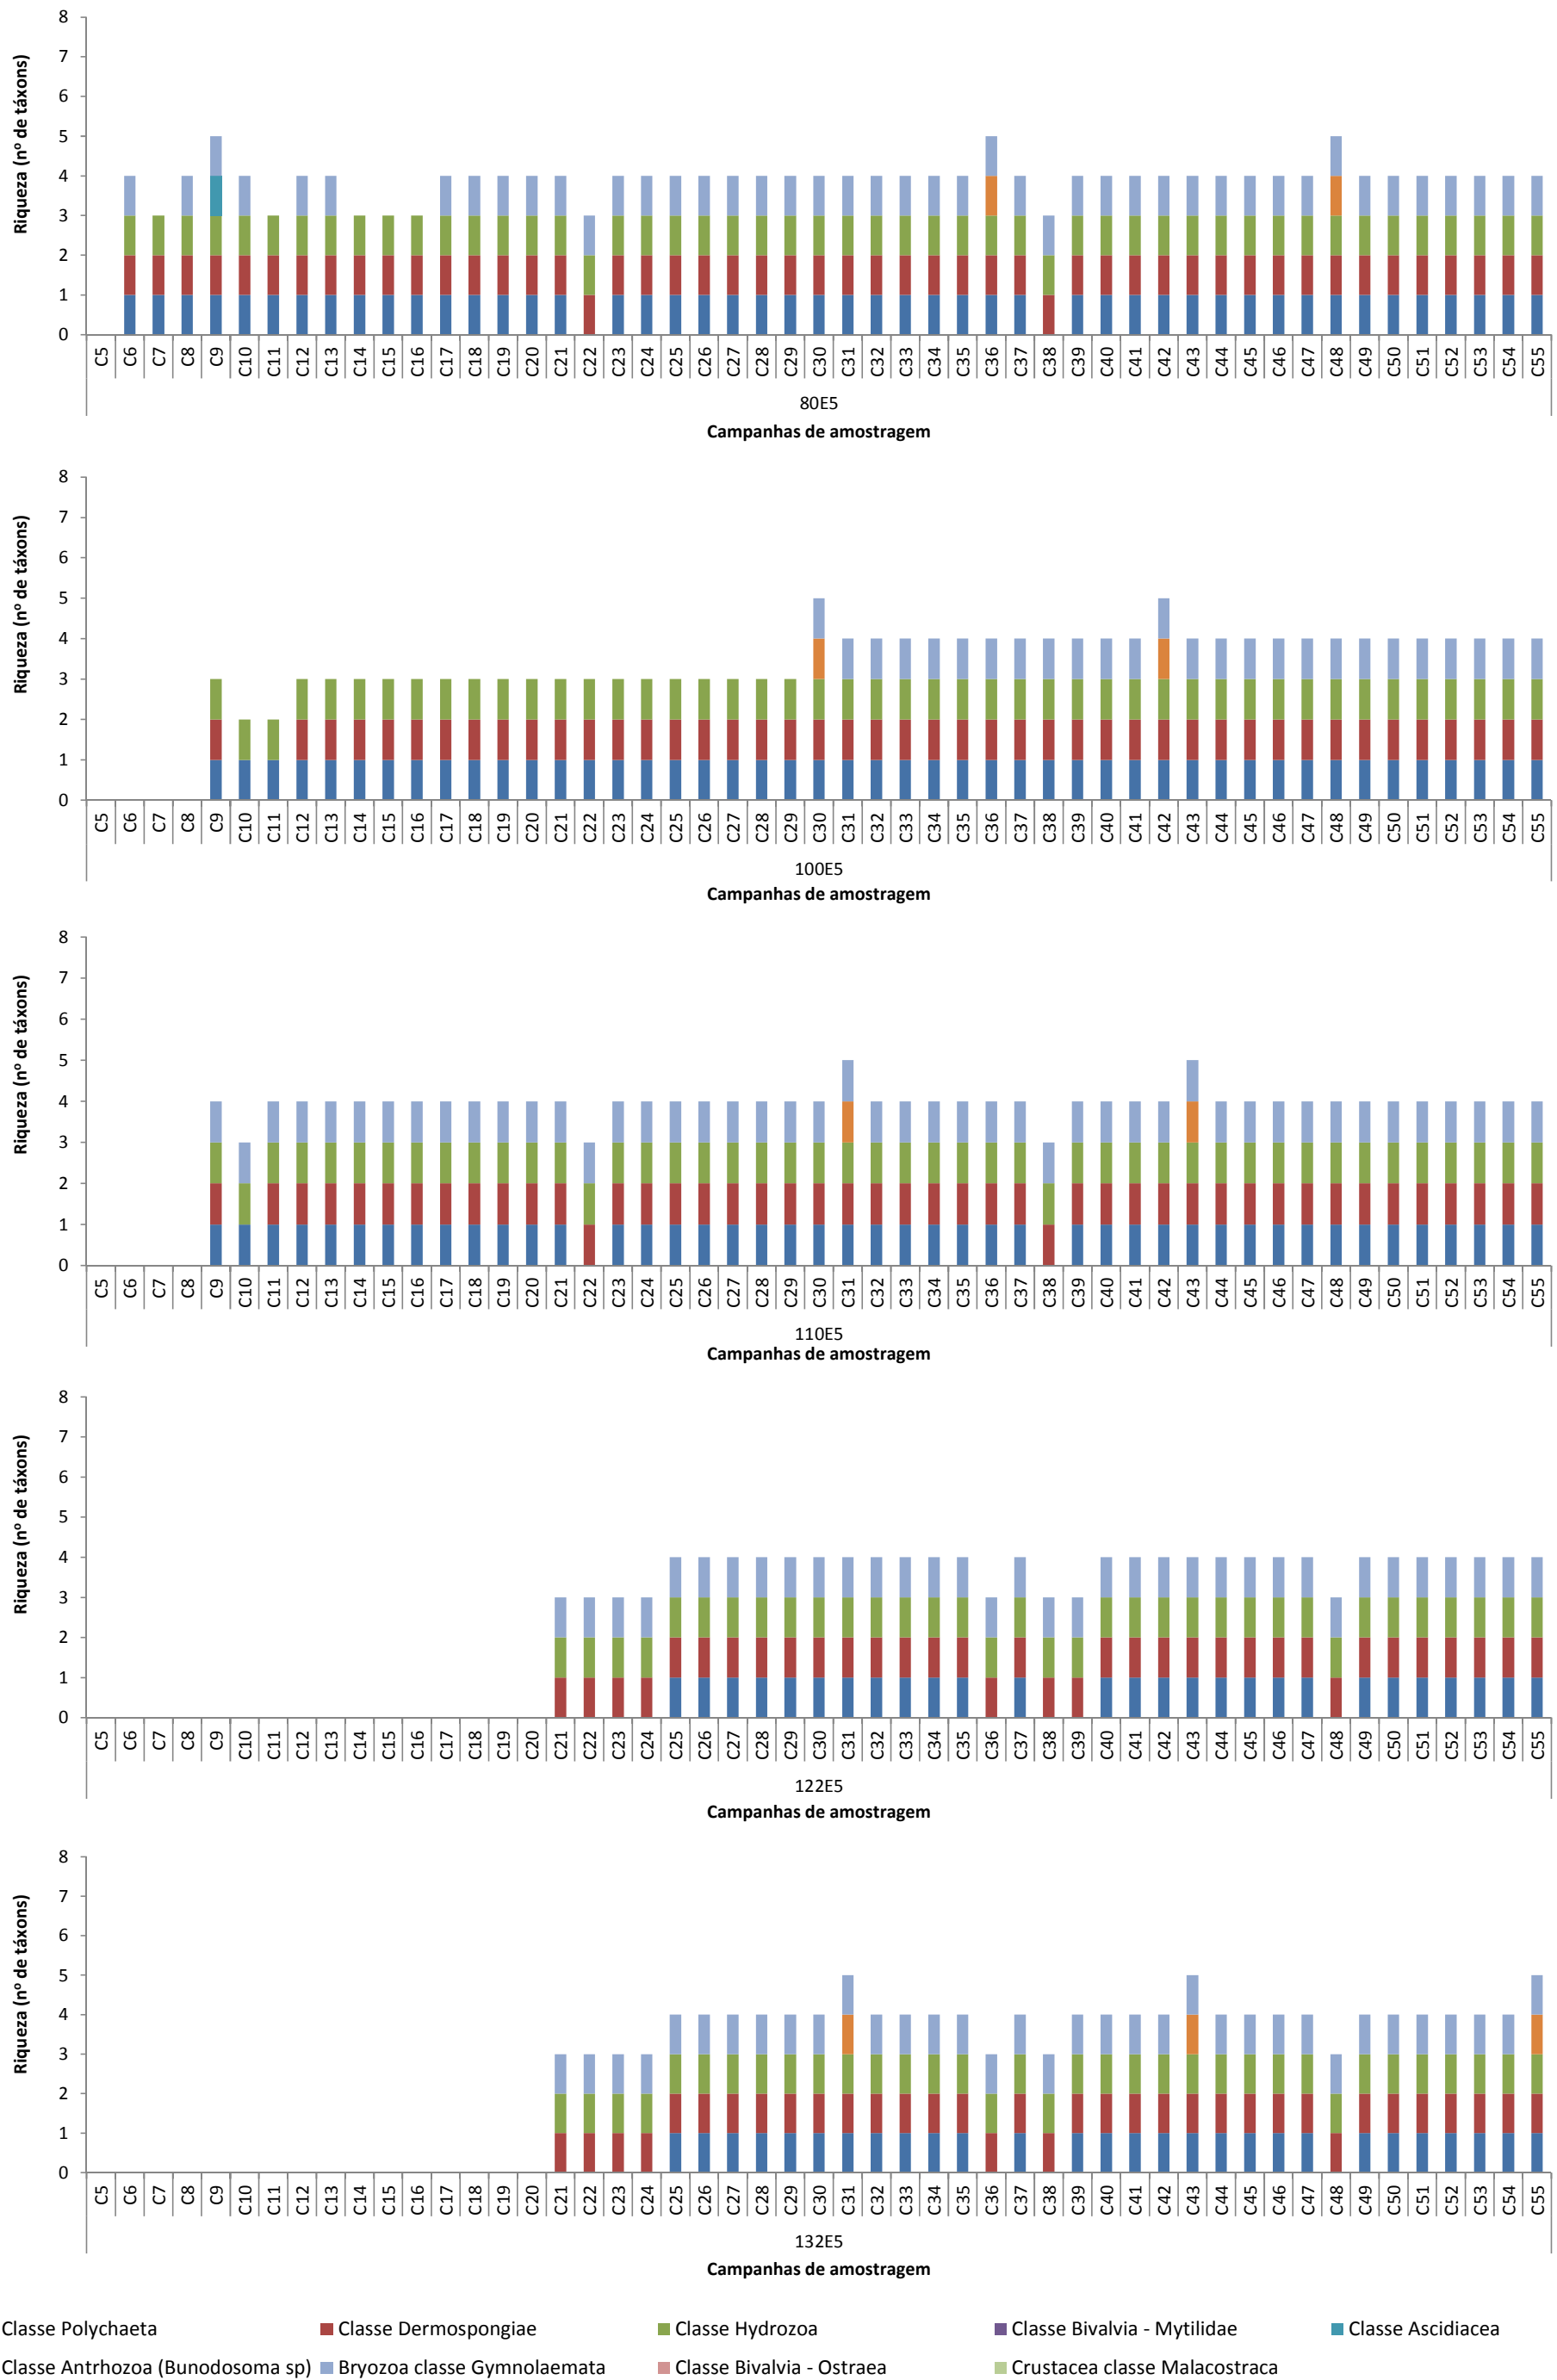 8
7
6
5
4
3
2
1
0
Riqueza (nº de táxons)
C5 C6 C7 C8 C9 C10 C11 C12 C13 C14 C15 C16 C17 C18 C19 C20 C21 C22 C23 C24 C25 C26 C27 C28 C29 C30 C31 C32 C33 C34 C35 C36 C37 C38 C39 C40 C41 C42 C43 C44 C45 C46 C47 C48 C49 C50 C51 C52 C53 C54 C55
80E5
Campanhas de amostragem
8
7
6
5
4
3
2
1
0
Riqueza (nº de táxons)
C5 C6 C7 C8 C9 C10 C11 C12 C13 C14 C15 C16 C17 C18 C19 C20 C21 C22 C23 C24 C25 C26 C27 C28 C29 C30 C31 C32 C33 C34 C35 C36 C37 C38 C39 C40 C41 C42 C43 C44 C45 C46 C47 C48 C49 C50 C51 C52 C53 C54 C55
100E5
Campanhas de amostragem
8
7
6
5
4
3
2
1
0
Riqueza (nº de táxons)
C5 C6 C7 C8 C9 C10 C11 C12 C13 C14 C15 C16 C17 C18 C19 C20 C21 C22 C23 C24 C25 C26 C27 C28 C29 C30 C31 C32 C33 C34 C35 C36 C37 C38 C39 C40 C41 C42 C43 C44 C45 C46 C47 C48 C49 C50 C51 C52 C53 C54 C55
110E5
Campanhas de amostragem
8
7
6
5
4
3
2
1
0
Riqueza (nº de táxons)
C5 C6 C7 C8 C9 C10 C11 C12 C13 C14 C15 C16 C17 C18 C19 C20 C21 C22 C23 C24 C25 C26 C27 C28 C29 C30 C31 C32 C33 C34 C35 C36 C37 C38 C39 C40 C41 C42 C43 C44 C45 C46 C47 C48 C49 C50 C51 C52 C53 C54 C55
122E5
Campanhas de amostragem
8
7
6
5
4
3
2
1
0
Riqueza (nº de táxons)
C5 C6 C7 C8 C9 C10 C11 C12 C13 C14 C15 C16 C17 C18 C19 C20 C21 C22 C23 C24 C25 C26 C27 C28 C29 C30 C31 C32 C33 C34 C35 C36 C37 C38 C39 C40 C41 C42 C43 C44 C45 C46 C47 C48 C49 C50 C51 C52 C53 C54 C55
132E5
Campanhas de amostragem
Classe Polychaeta Classe Dermospongiae Classe Hydrozoa Classe Bivalvia - Mytilidae Classe Ascidiacea
Classe Antrhozoa (Bunodosoma sp) Bryozoa classe Gymnolaemata Classe Bivalvia - Ostraea Crustacea classe Malacostraca